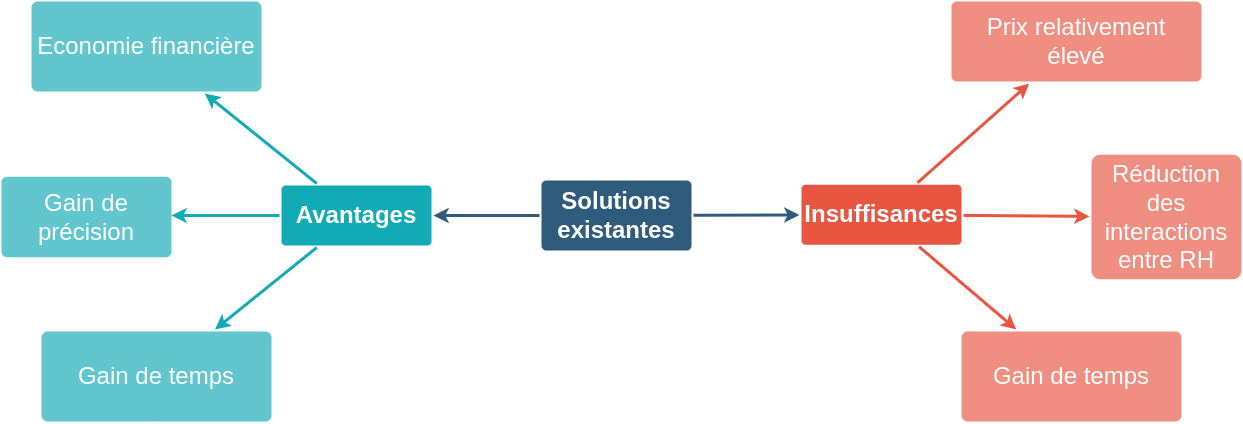 Economie financière
Gain de
précision
Gain de temps
Avantages
Solutions
existantes
Insuffisances
Prix relativement
élevé
Réduction
des
interactions
entre RH
Gain de temps